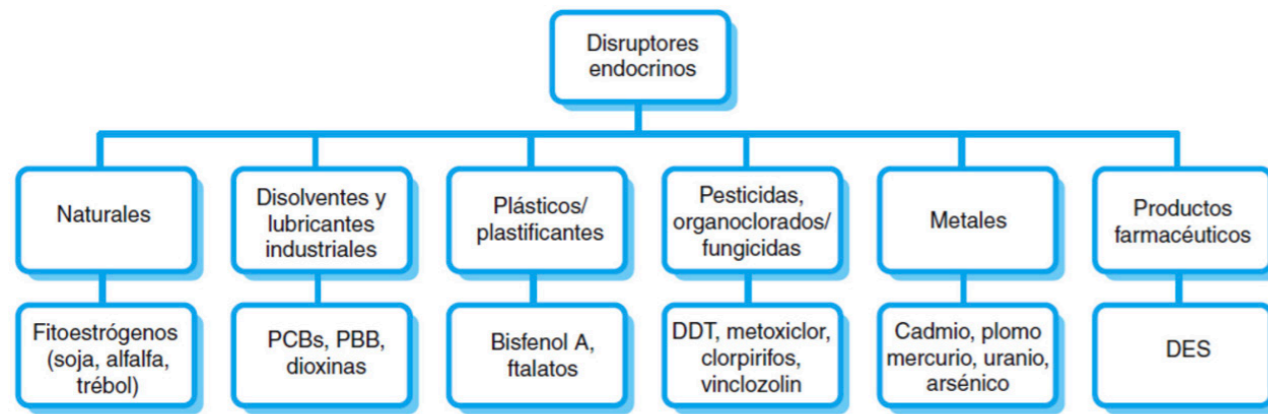 Disruptores
endocrinos
Naturales
Disolventes y
lubricantes
industriales
Plásticos/
plastificantes
Pesticidas,
organoclorados/
fungicidas
Metales
Productos
farmacéuticos
Fitoestrógenos
(soja, alfalfa,
trébol)
PCBs, PBB,
dioxinas
Bisfenol A,
ftalatos
DDT, metoxiclor,
clorpirifos,
vinclozolin
Cadmio, plomo
mercurio, uranio,
arsénico
DES